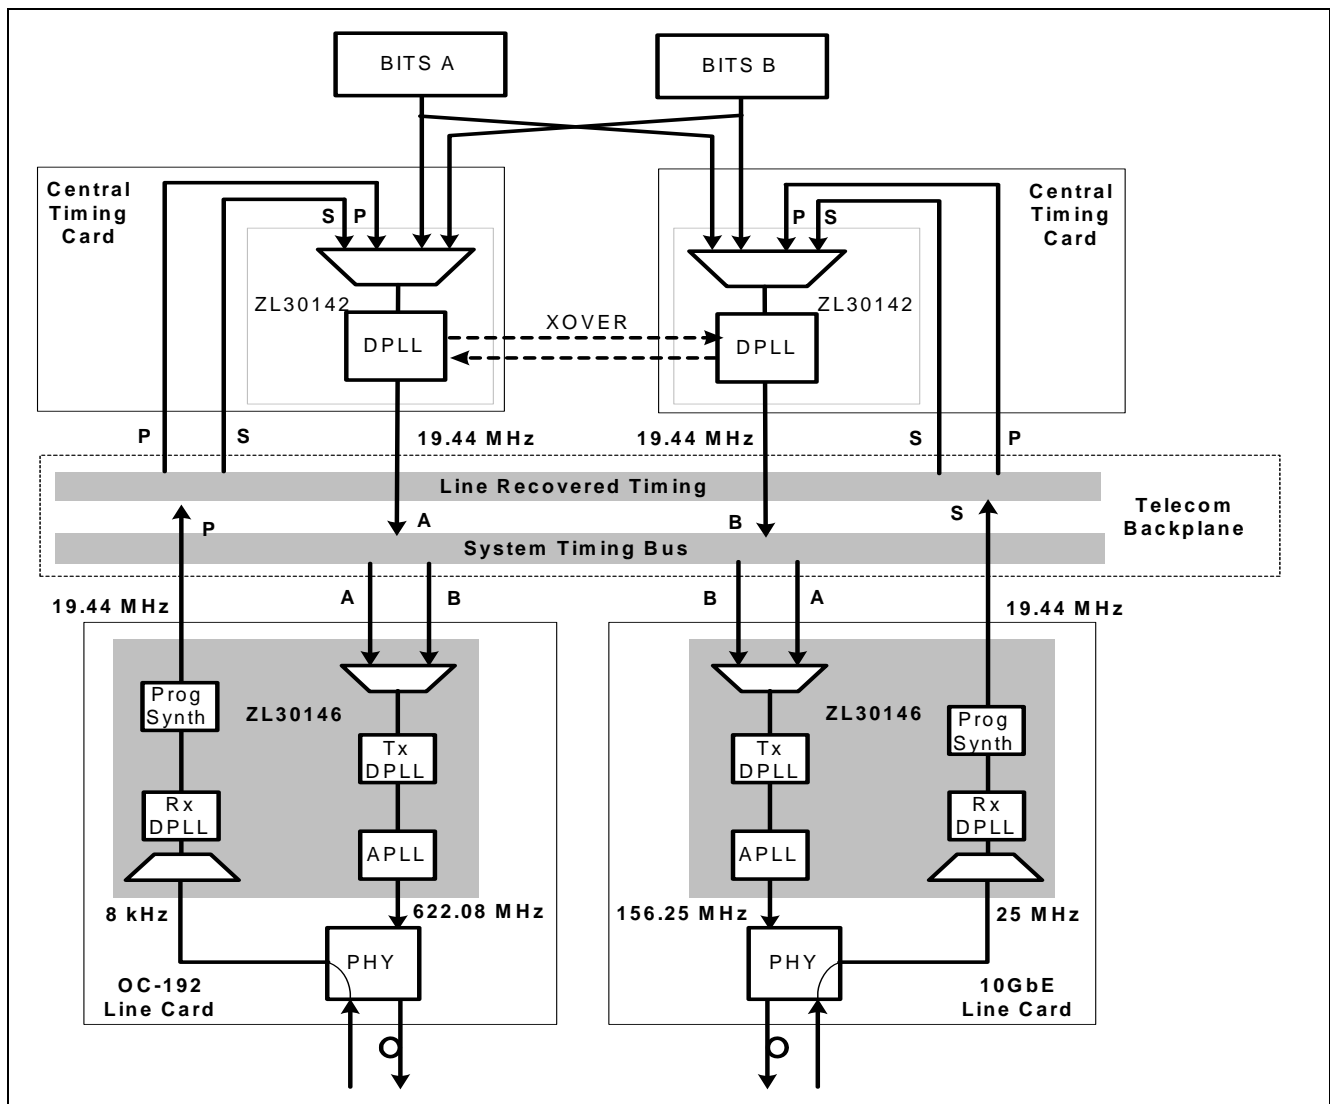 BITS A
BITS B
Central
Timing
Card
S P
P S
Central
Timing
Card
ZL30142
XOVER
ZL30142
DPLL
DPLL
P
S
19.44 MHz
19.44 MHz
S
P
Line Recovered Timing
Telecom
Backplane
P
A
B
S
System Timing Bus
19.44 MHz
A
B
B
A
19.44 MHz
Prog
Synth
ZL30146
Tx
DPLL
Rx
DPLL
APLL
ZL30146
Tx
DPLL
Prog
Synth
Rx
DPLL
APLL
8 kHz
622.08 MHz
156.25 MHz
25 MHz
PHY
PHY
OC-192
Line Card
10GbE
Line Card